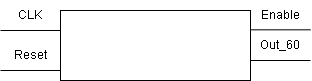 CLK
Enable
Reset
Out_60